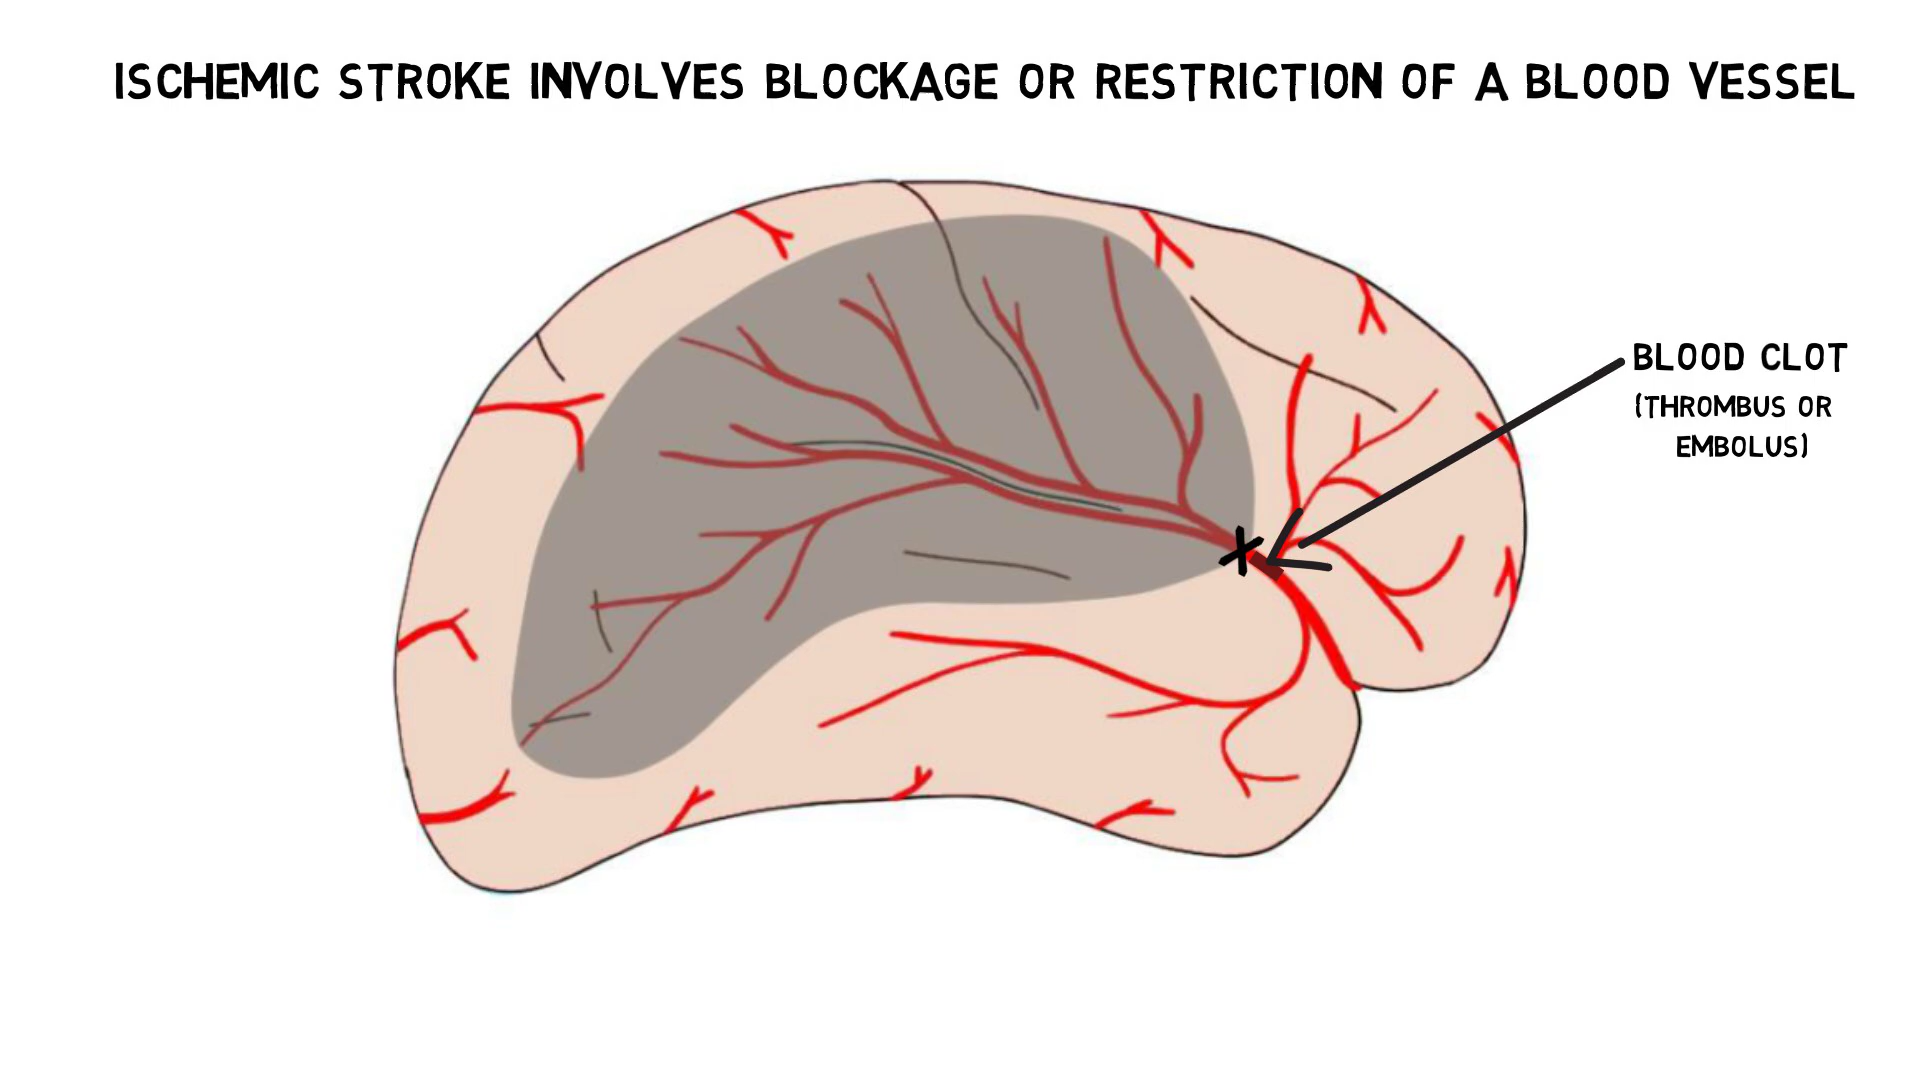 ISCHEMIC STROKE INVOLVES BLOCKAGE OR RESTRICTION OF A BLOOD VESSEL
BLOOD CLOT
(THROMBUS OR
EMBOLUS)